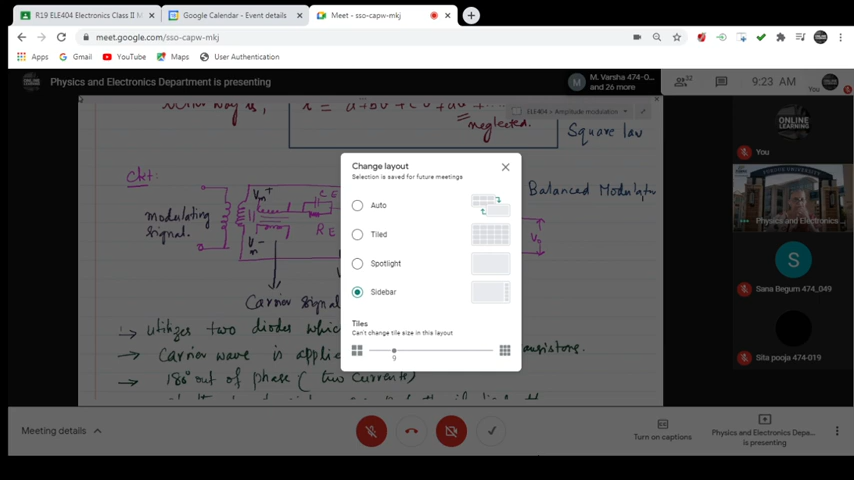 R19 ELE404 Electronics Class II M
Google Calendar - Event details
Meet - sso-capw-mkj
meet.google.com/sso-capw-mkj
Apps
Gmail
YouTube
Maps
User Authentication
Physics and Electronics Department is presenting
M. Varsha 474-0...
and 26 more
32
9:23 AM
You
ELE404 > Amplitude modulation
neglected.
Square law
Ckt:
modulating
signal.
Vm+
CE
RE
Vm-
Balanced Modulator
Vo
Carrier Signal
Change layout
Selection is saved for future meetings
Auto
Tiled
Spotlight
Sidebar
Tiles
Can't change tile size in this layout
9
→ utilizes two diodes which
→ Carrier wave is applied
transistors.
→ 180° out of phase (two currents)
ONLINE
LEARNING
You
Physics and Electronics ...
S
Sana Begum 474_049
Sita pooja 474-019
Meeting details
Turn on captions
Physics and Electronics Depa...
is presenting